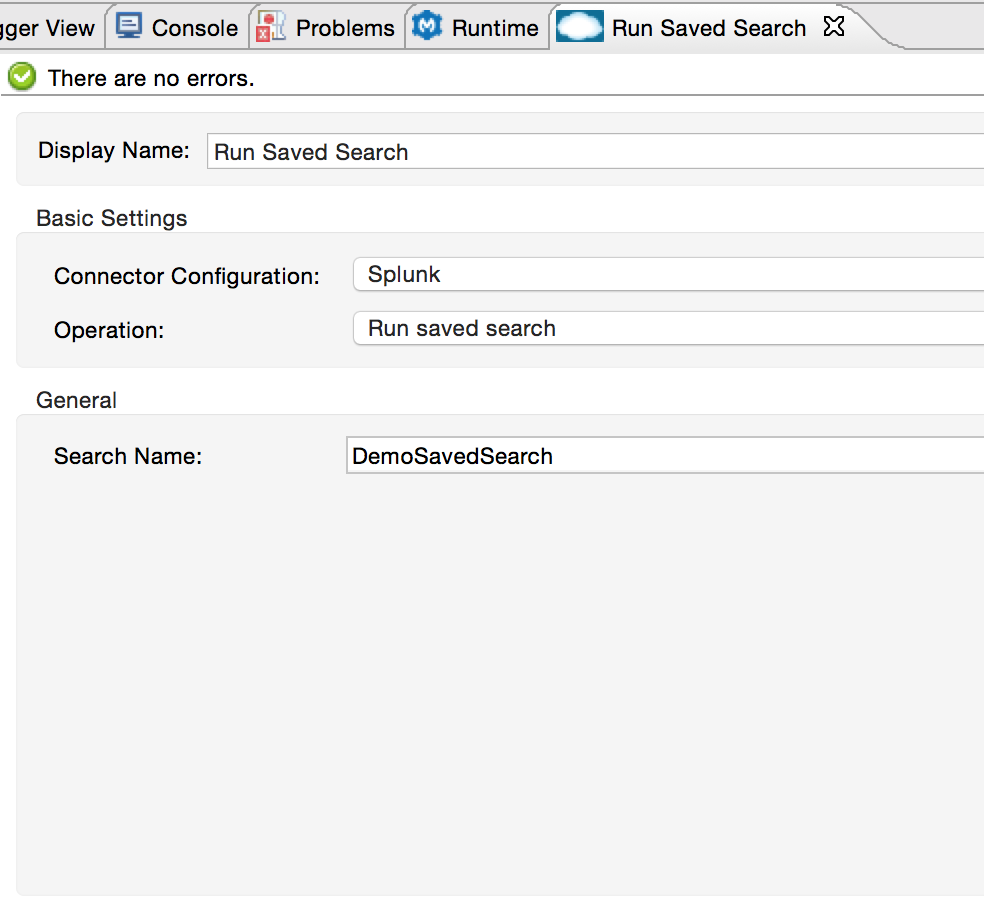 gger View Console Problems Runtime Run Saved Search
There are no errors.
Display Name: Run Saved Search
Basic Settings
Connector Configuration: Splunk
Operation: Run saved search
General
Search Name: DemoSavedSearch